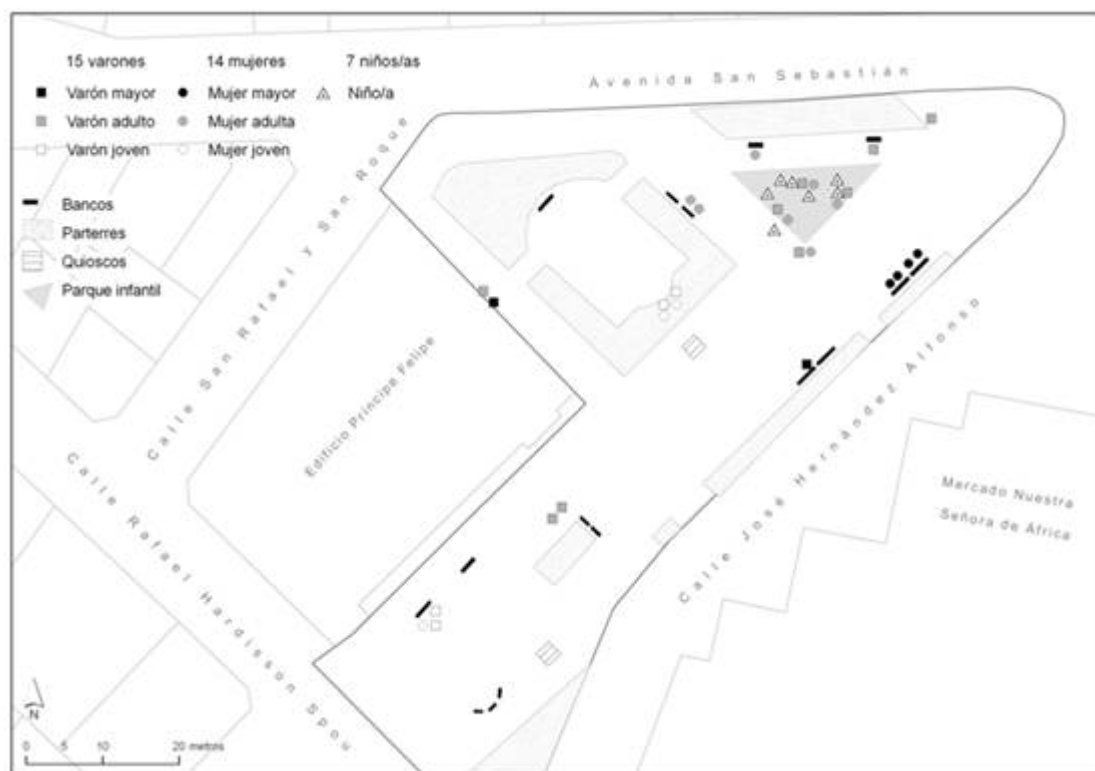 15 varones 14 mujeres 7 niños/as
Varón mayor Mujer mayor Niño/a
Varón adulto Mujer adulta
Varón joven Mujer joven
Bancos
Parterres
Quioscos
Parque infantil
Avenida San Sebastián
Calle San Rafael y San Roque
Edificio Príncipe Felipe
Calle Rafael Hardisson Spou
Calle José Hernández Alfonso
Mercado Nuestra
Señora de África
N
0 5 10 20 metots